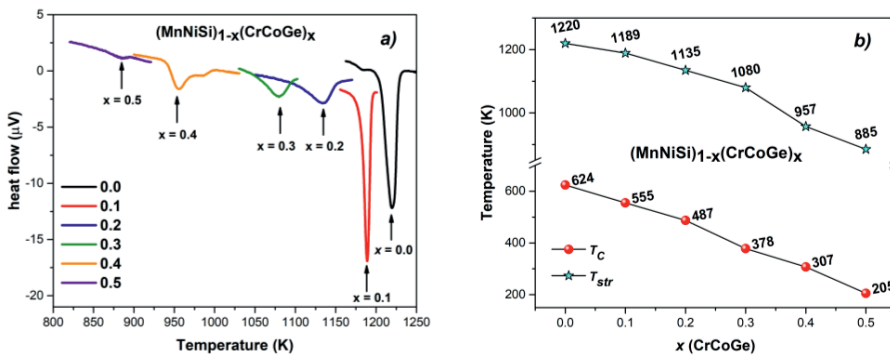 (MnNiSi)1-x(CrCoGe)x
a)
5
0
-5
-10
-15
-20
heat flow (μV)
x = 0.5
x = 0.4
x = 0.3
x = 0.2
x = 0.0
x = 0.1
0.0
0.1
0.2
0.3
0.4
0.5
800 850 900 950 1000 1050 1100 1150 1200 1250
Temperature (K)
b)
1220
1189
1135
1080
957
885
1200
1000
600
400
200
Temperature (K)
(MnNiSi)1-x(CrCoGe)x
624
555
487
378
307
205
TC
Tstr
0.0 0.1 0.2 0.3 0.4 0.5
x (CrCoGe)